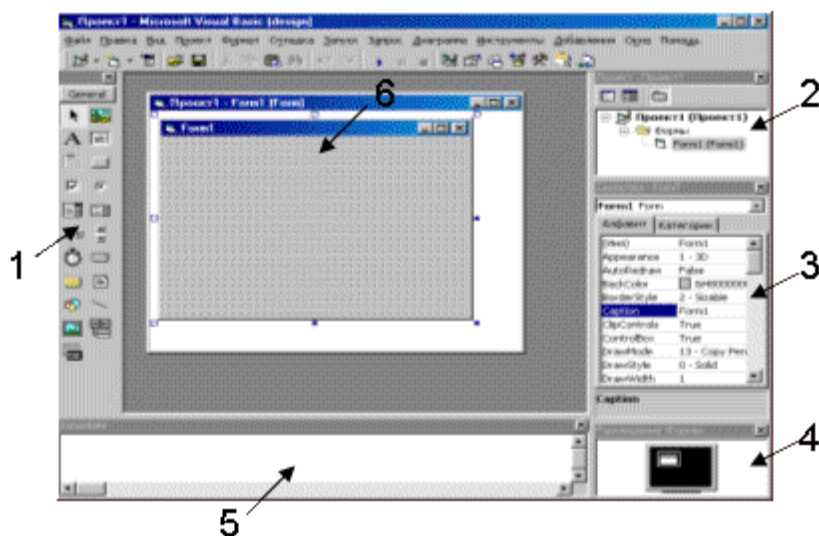 Проект1 - Microsoft Visual Basic [design]
Файл Правка Вид Проект Формат Отладка Запуск Запрос Диаграмма Инструменты Добавления Окно Помощь
General
Проект1 - Form1 (Form)
Form1
Проект1 (Проект1)
Формы
Form1 (Form1)
Form1 Form
Алфавит Категории
(Имя) Form1
Appearance 1 - 3D
AutoRedraw False
BackColor
BorderStyle 2 - Sizable
Caption Form1
ClipControls True
ControlBox True
DrawMode 13 - Copy Pen
DrawStyle 0 - Solid
DrawWidth 1
Caption
1
2
3
4
5
6